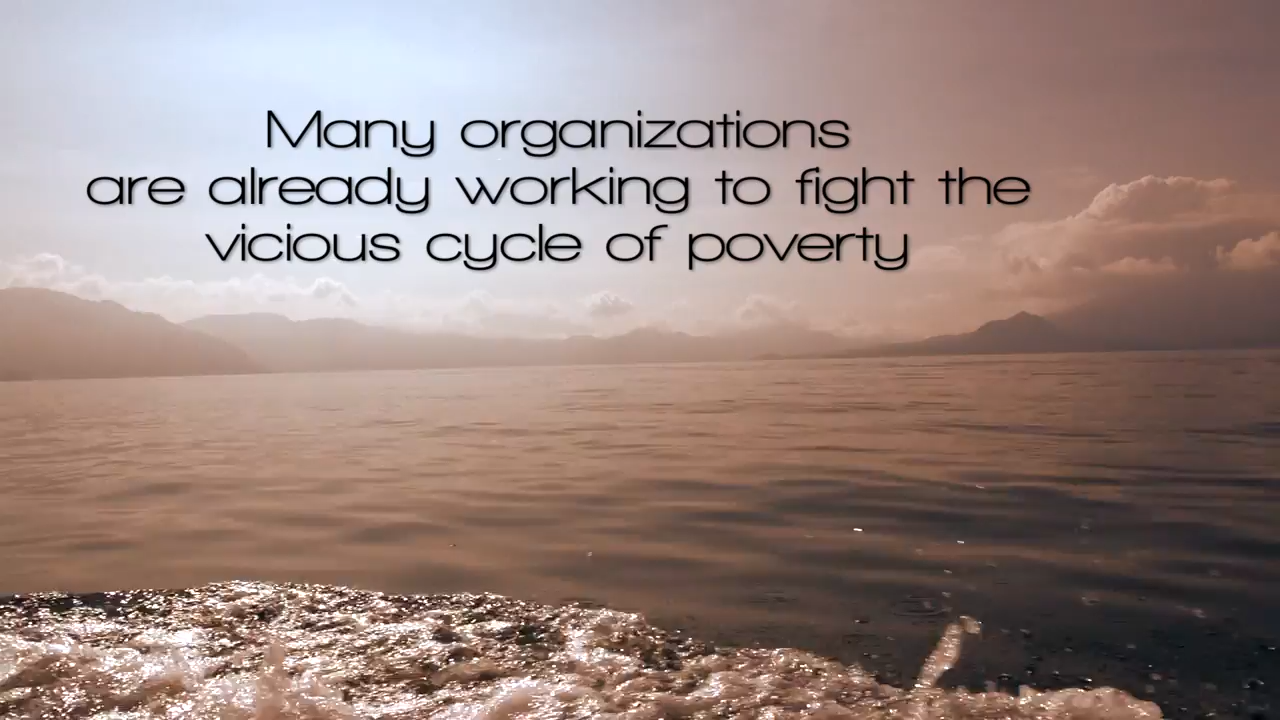 Many organizations
are already working to fight the
vicious cycle of poverty